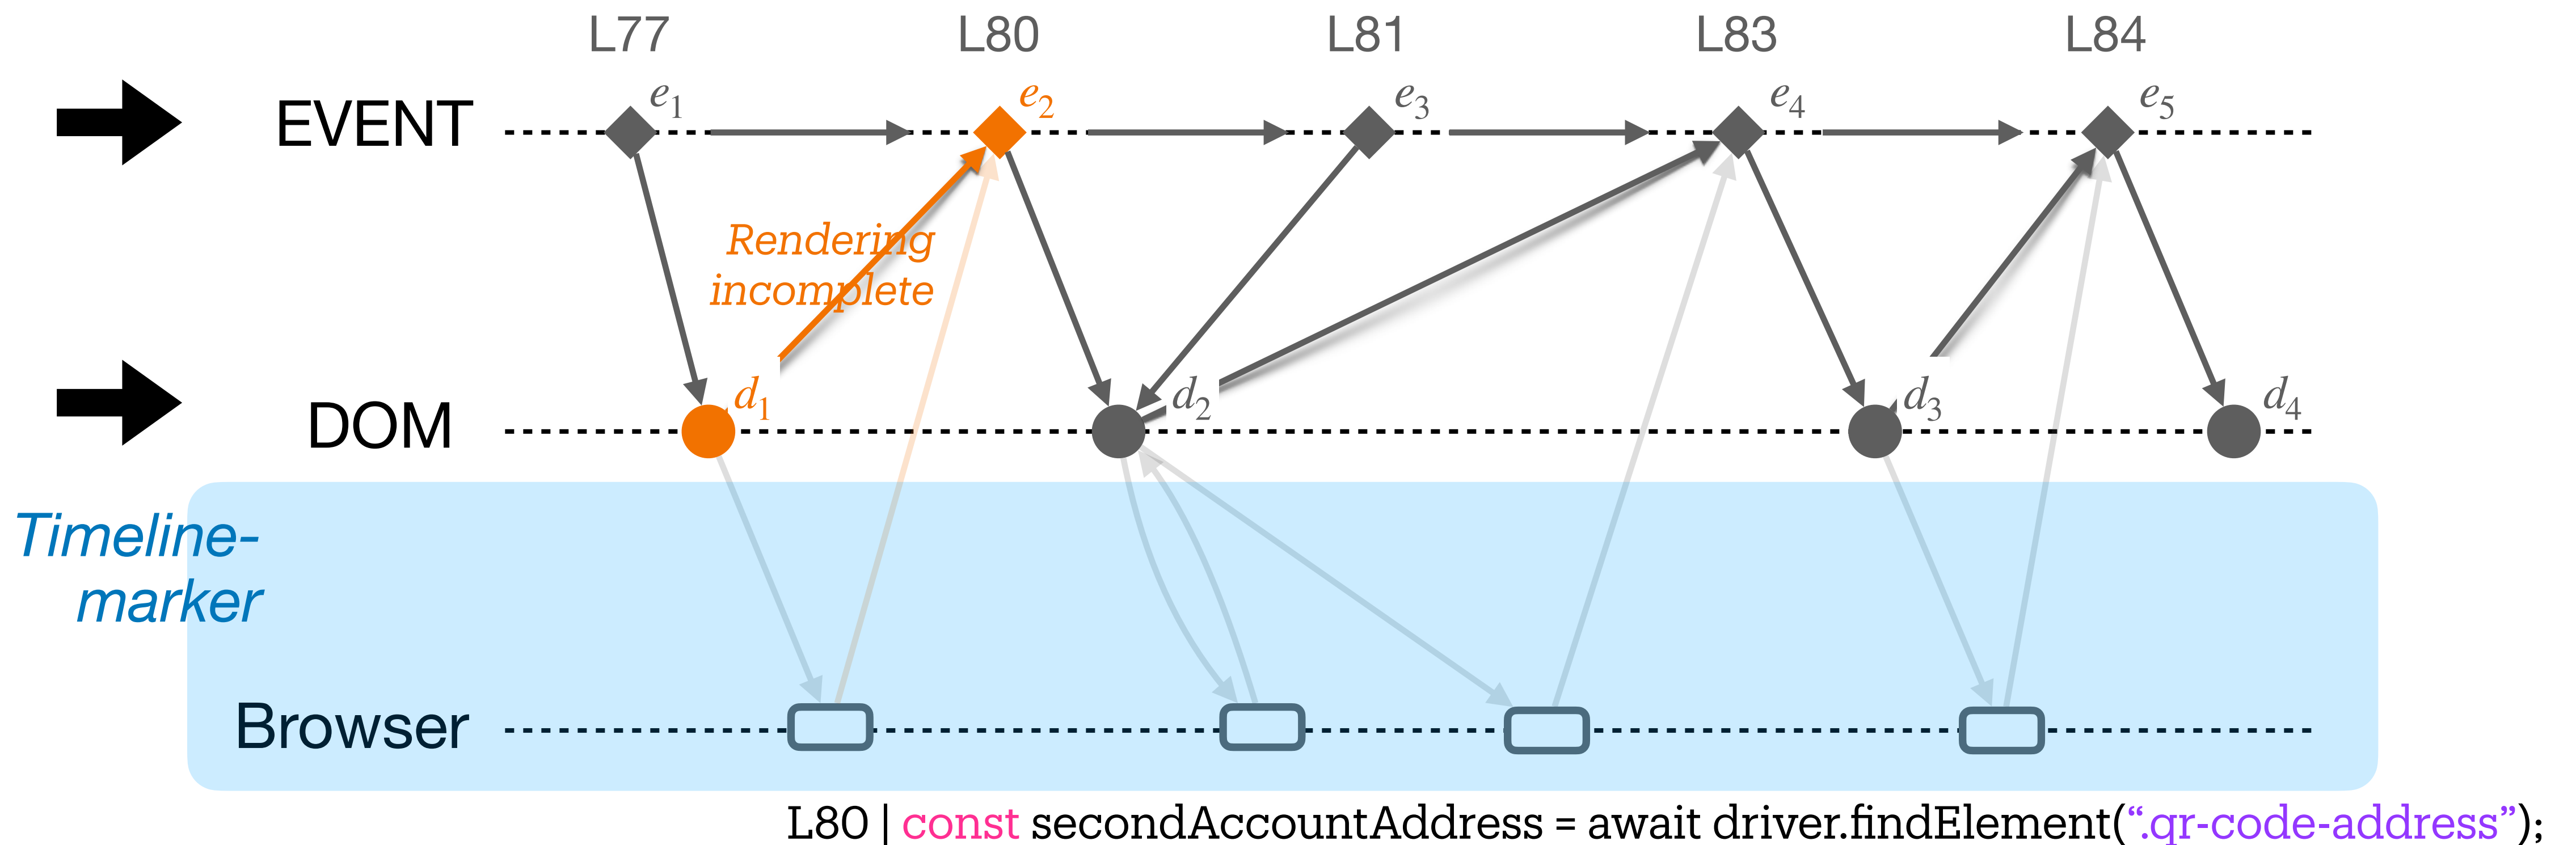 L77 L80 L81 L83 L84
e1 e2 e3 e4 e5
EVENT
Rendering
incomplete
d1 d2 d3 d4
DOM
Timeline-
marker
Browser
L80 | const secondAccountAddress = await driver.findElement(“.qr-code-address”);